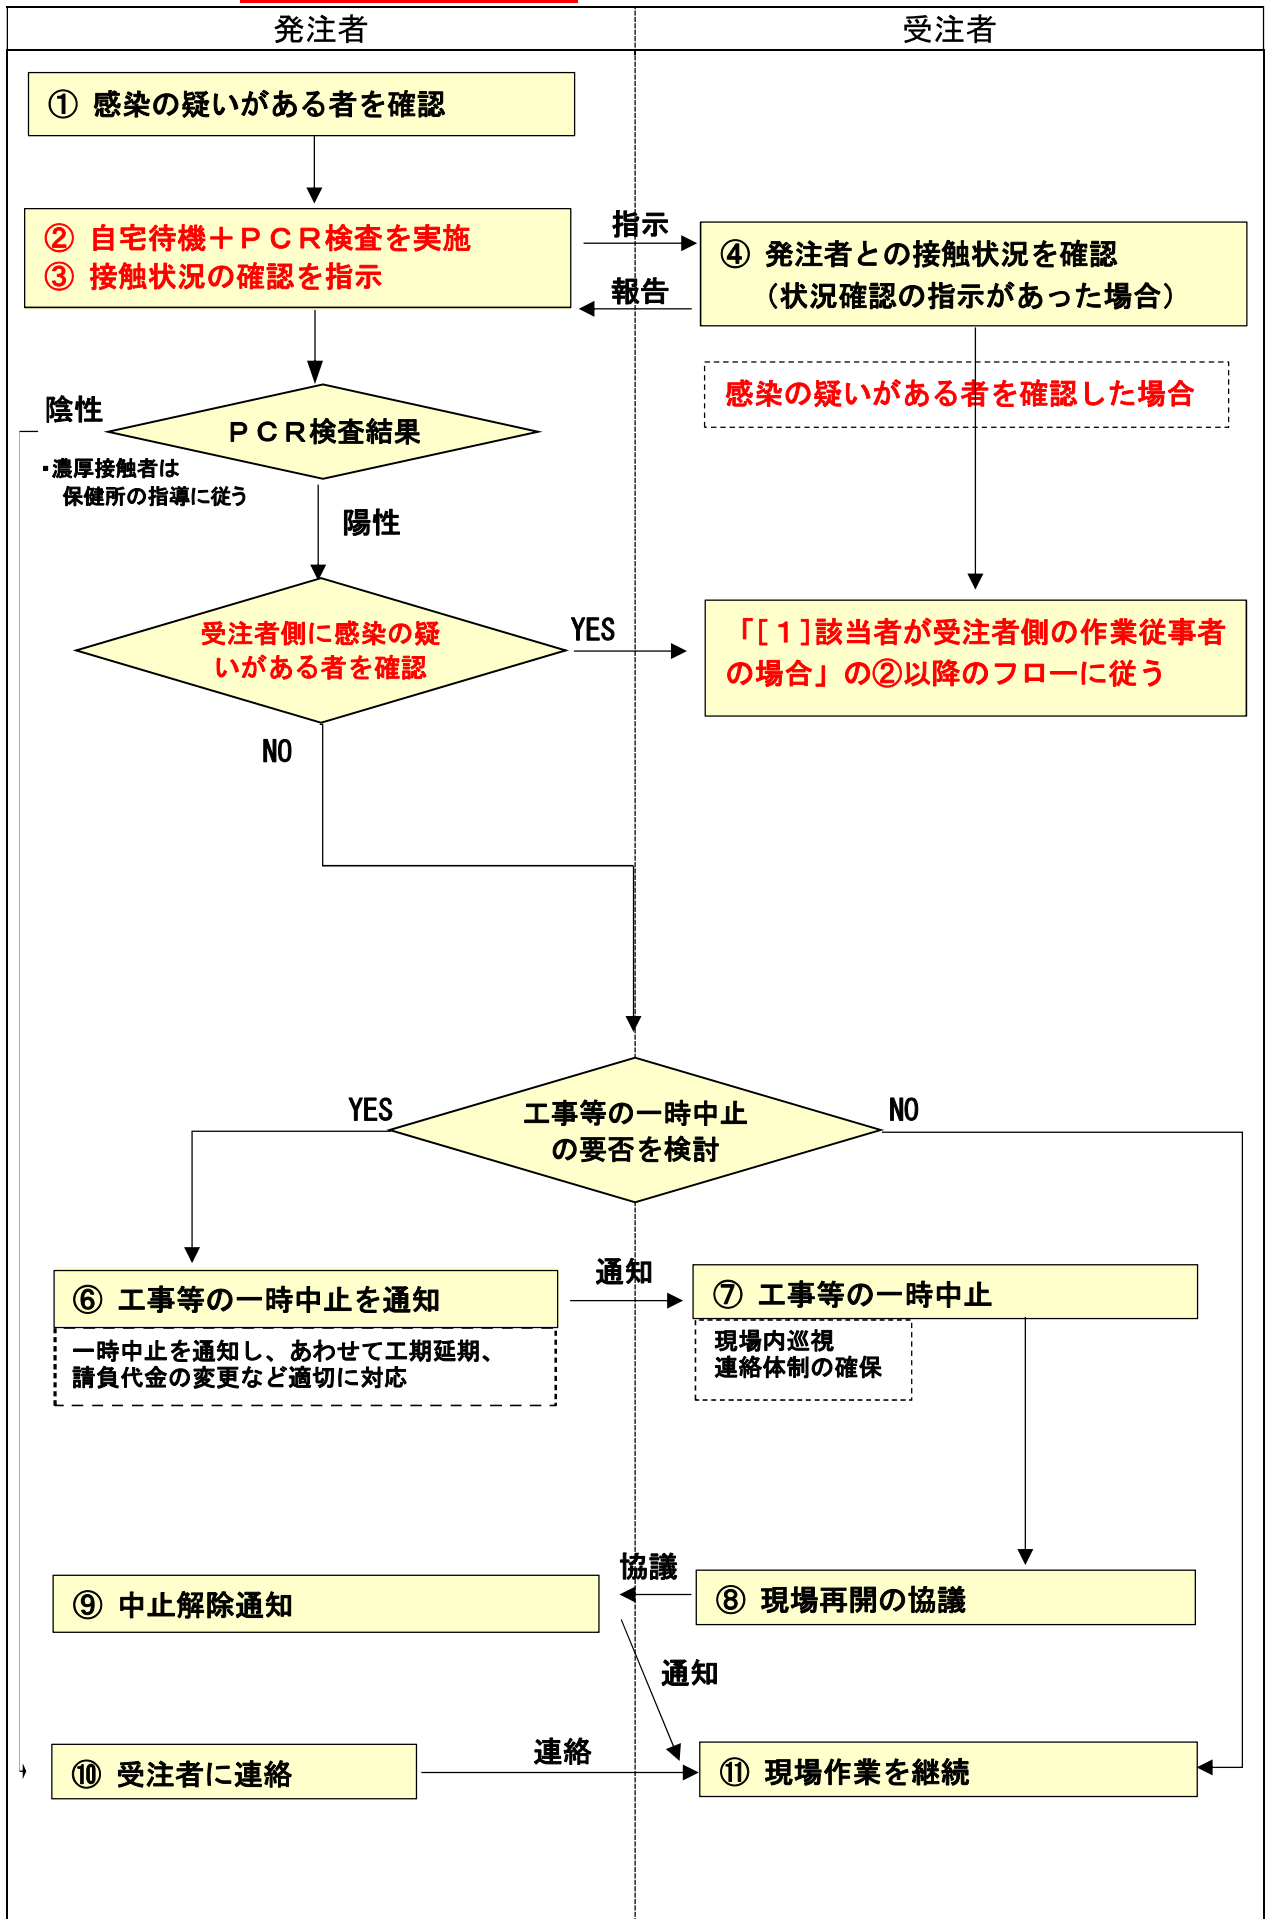 発注者
受注者
① 感染の疑いがある者を確認
② 自宅待機＋ＰＣＲ検査を実施
③ 接触状況の確認を指示
指示
報告
④ 発注者との接触状況を確認
（状況確認の指示があった場合）
感染の疑いがある者を確認した場合
陰性
ＰＣＲ検査結果
・濃厚接触者は
保健所の指導に従う
陽性
受注者側に感染の疑
いがある者を確認
YES
「[１]該当者が受注者側の作業従事者
の場合」の②以降のフローに従う
NO
YES
工事等の一時中止
の要否を検討
NO
⑥ 工事等の一時中止を通知
一時中止を通知し、あわせて工期延期、
請負代金の変更など適切に対応
通知
⑦ 工事等の一時中止
現場内巡視
連絡体制の確保
協議
⑨ 中止解除通知
⑧ 現場再開の協議
通知
⑩ 受注者に連絡
連絡
⑪ 現場作業を継続